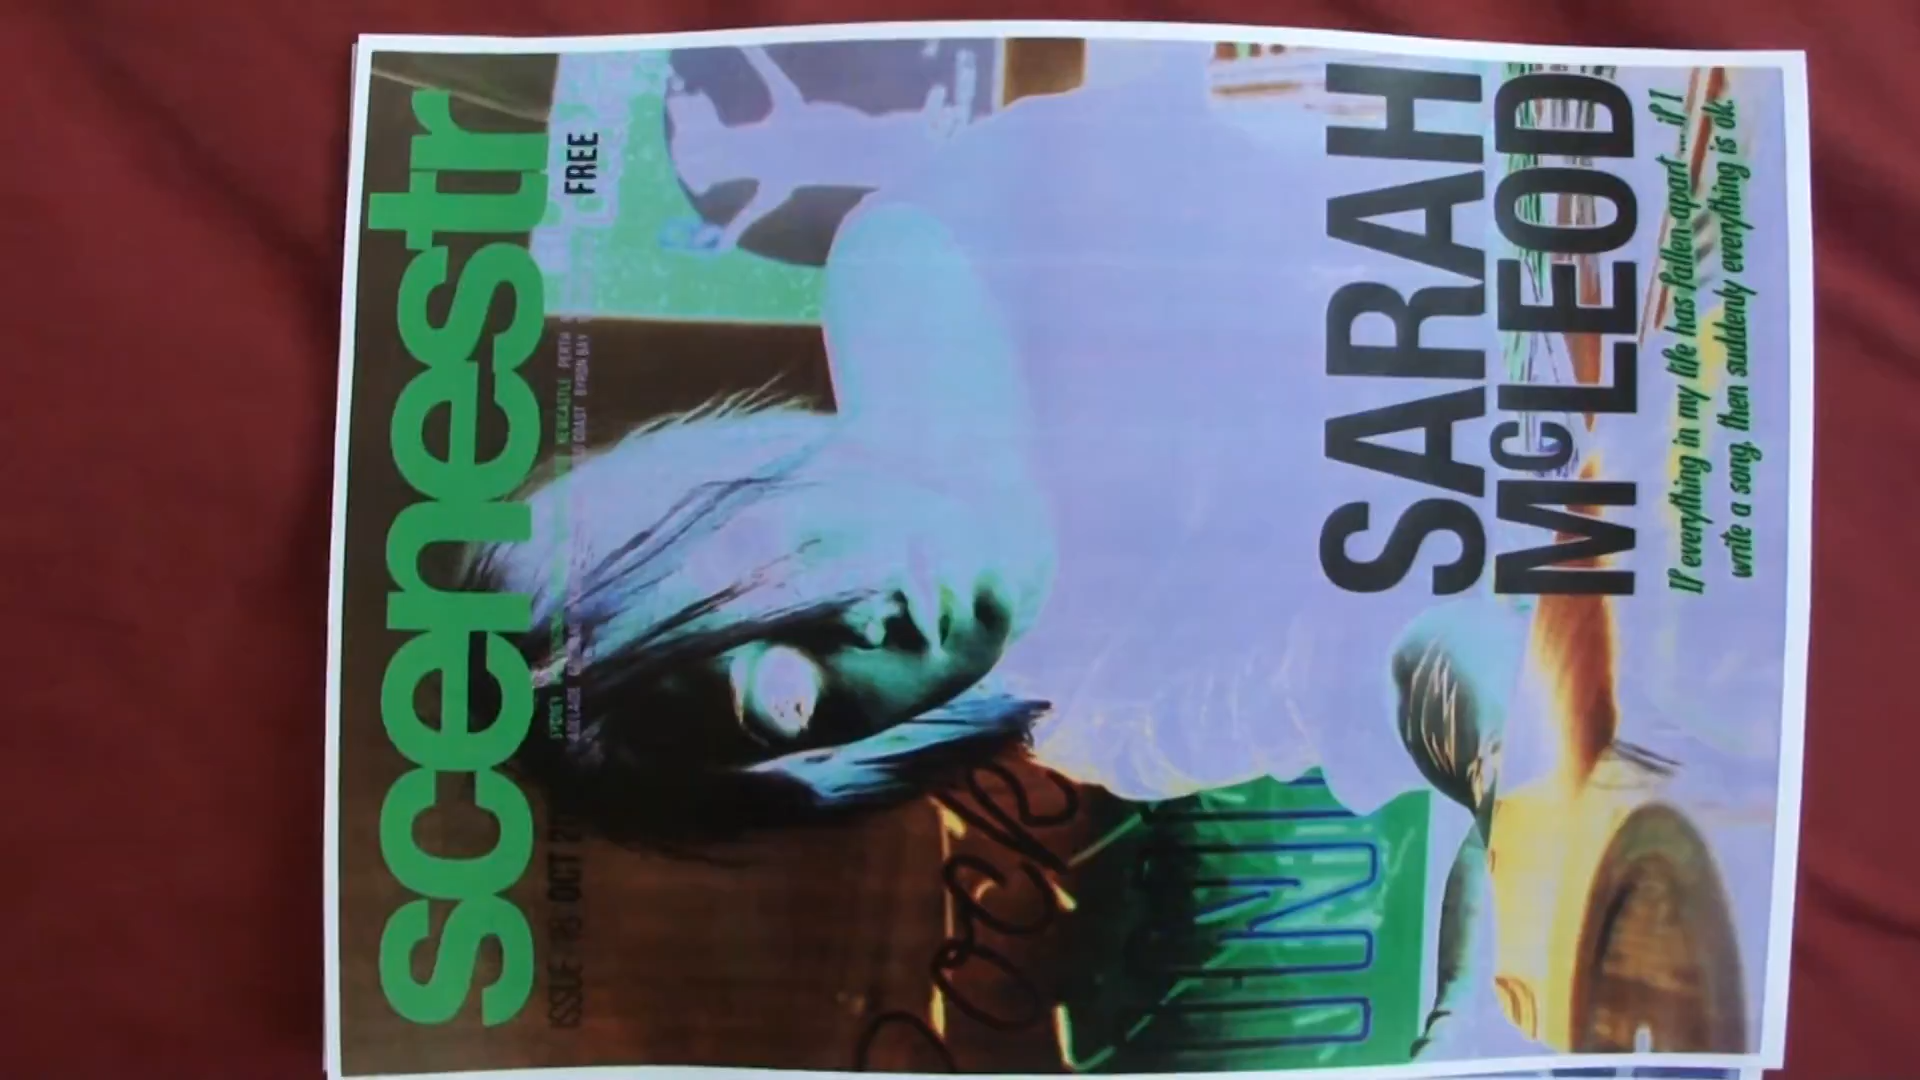 scenestr
FREE
SYDNEY NEWCASTLE PERTH
ADELAIDE COAST BYRON BAY
ISSUE OCT
SARAH
McLEOD
If everything in my life has fallen apart ... if I
write a song, then suddenly everything is ok.